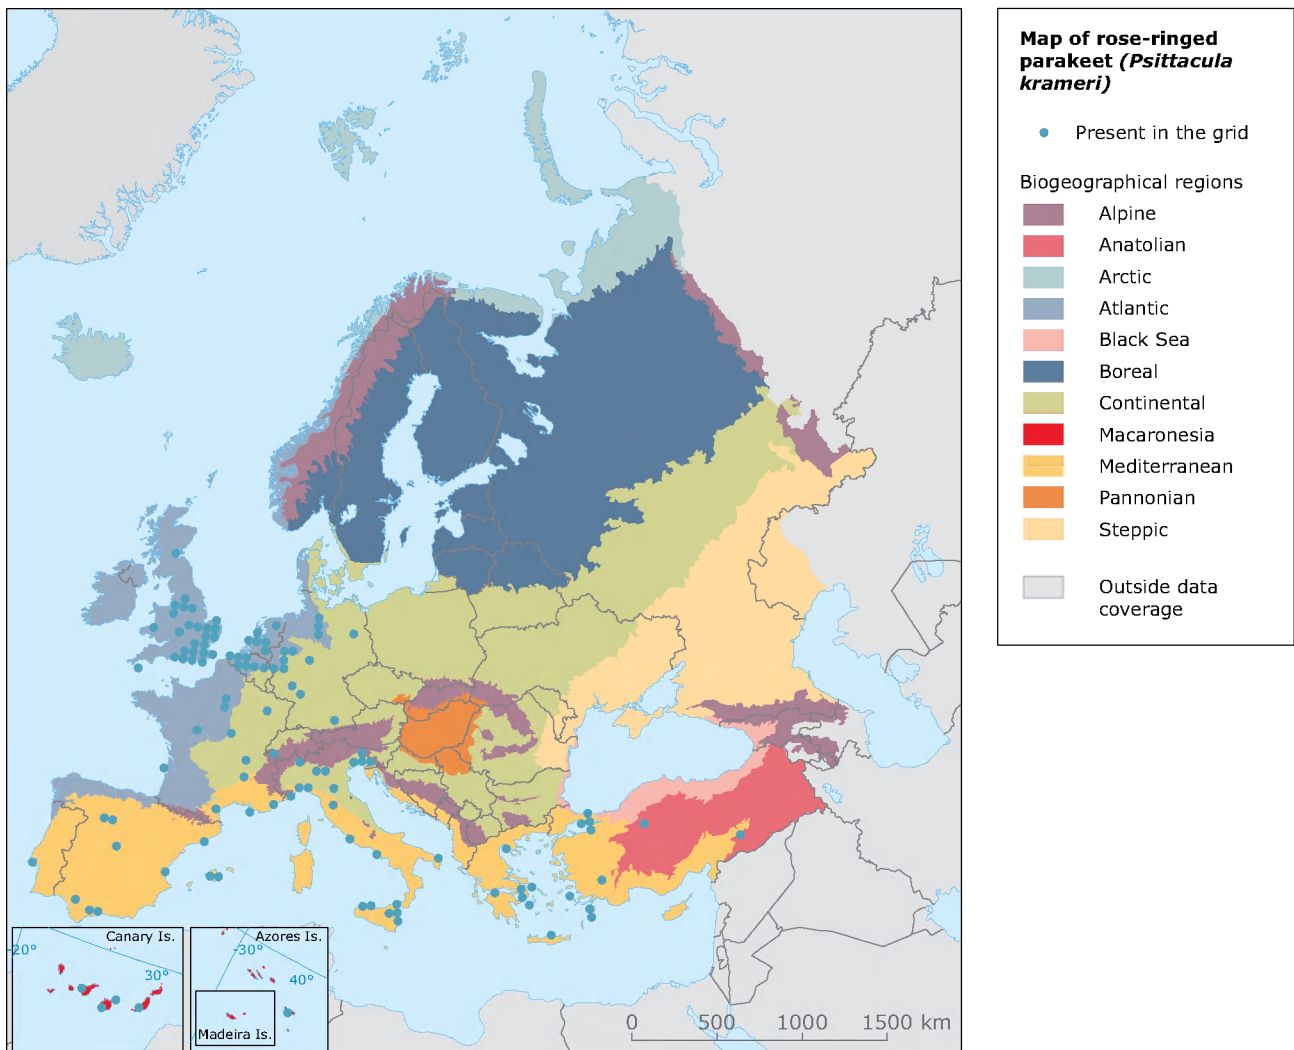 Map of rose-ringed
parakeet (Psittacula
krameri)
Present in the grid
Biogeographical regions
Alpine
Anatolian
Arctic
Atlantic
Black Sea
Boreal
Continental
Macaronesia
Mediterranean
Pannonian
Steppic
Outside data
coverage
Canary Is.
-20°
30°
Azores Is.
-30°
40°
Madeira Is.
0 500 1000 1500 km